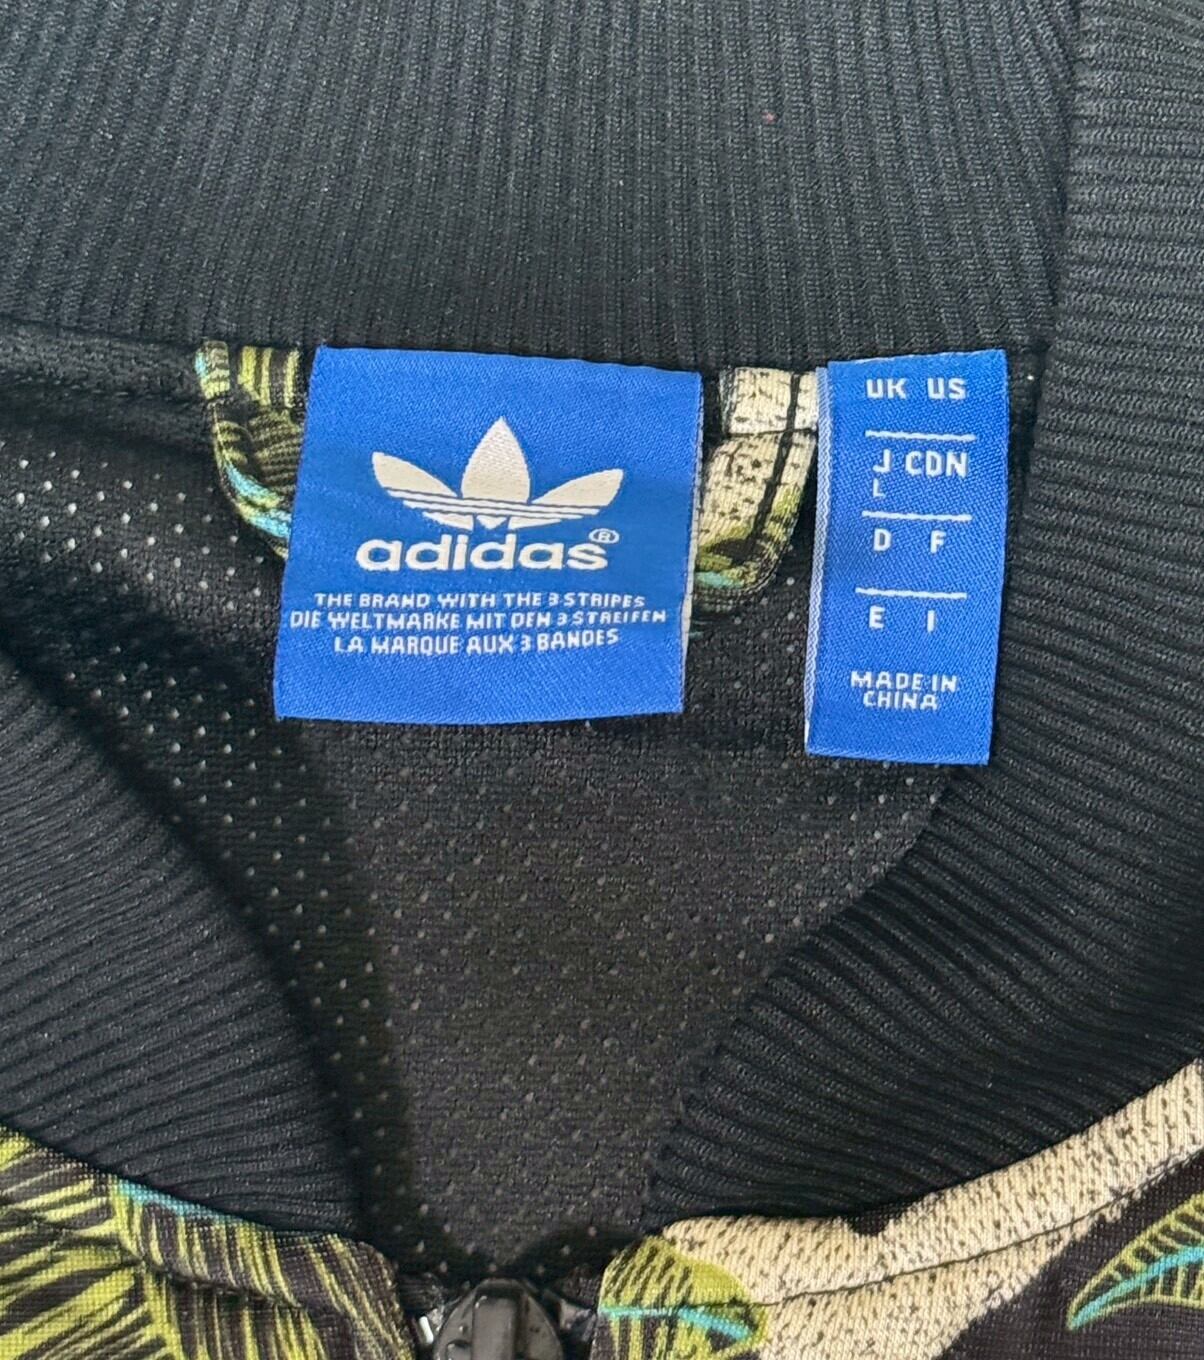 adidas®
THE BRAND WITH THE 3 STRIPES
DIE WELTMARKE MIT DEN 3 STREIFEN
LA MARQUE AUX 3 BANDES
UK US
J CDN
L
D F
E I
MADE IN
CHINA